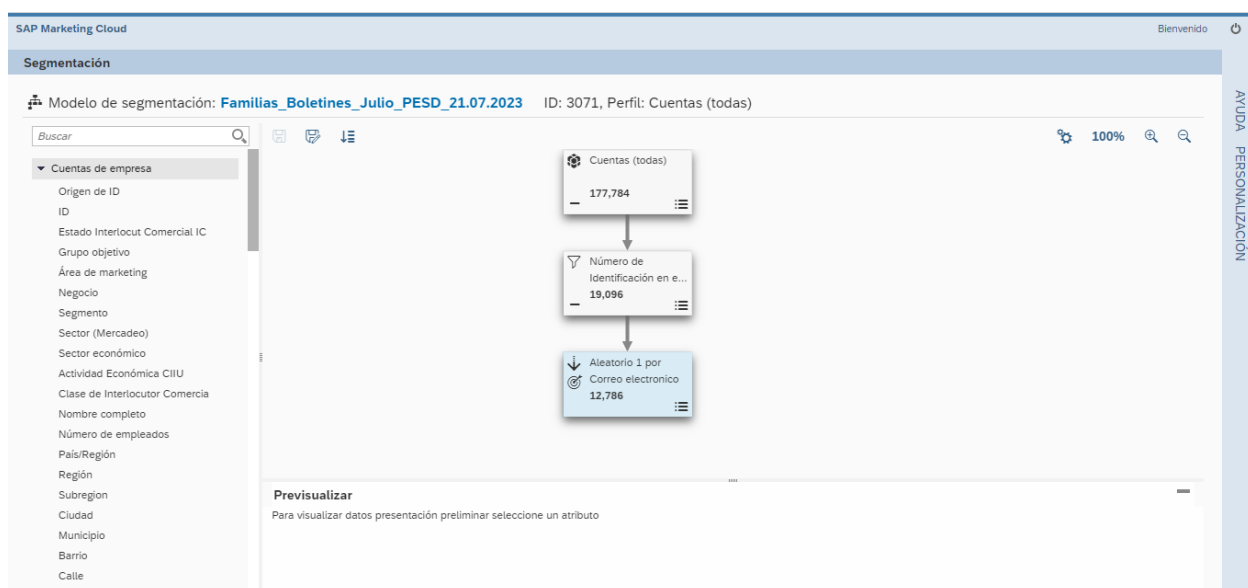 SAP Marketing Cloud
Bienvenido
Segmentación
Modelo de segmentación: Familias_Boletines_Julio_PESD_21.07.2023 ID: 3071, Perfil: Cuentas (todas)
AYUDA PERSONALIZACIÓN
Buscar
100%
Cuentas de empresa
Origen de ID
ID
Estado Interlocut Comercial IC
Grupo objetivo
Área de marketing
Negocio
Segmento
Sector (Mercadeo)
Sector económico
Actividad Económica CIIU
Clase de Interlocutor Comercia
Nombre completo
Número de empleados
País/Región
Región
Subregion
Ciudad
Municipio
Barrio
Calle
Cuentas (todas)
177,784
Número de
Identificación en e...
19,096
Aleatorio 1 por
Correo electronico
12,786
Previsualizar
Para visualizar datos presentación preliminar seleccione un atributo